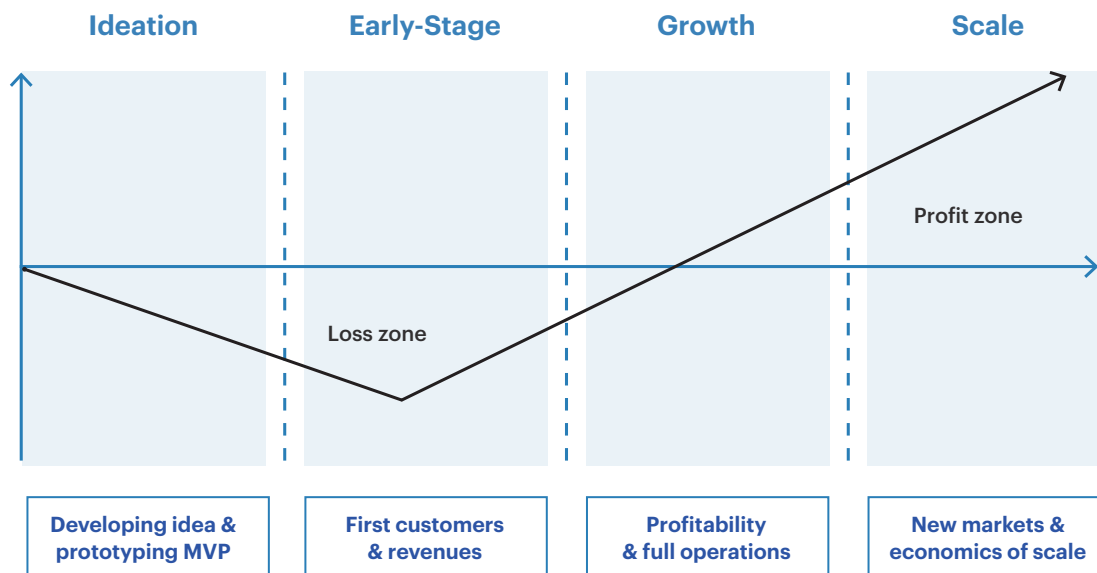 Ideation
Early-Stage
Growth
Scale
Profit zone
Loss zone
Developing idea &
prototyping MVP
First customers
& revenues
Profitability
& full operations
New markets &
economics of scale